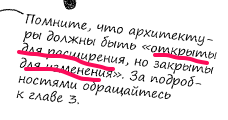 Помните, что архитекту-
ры должны быть «открыты
для расширения, но закрыты
для изменения». За подроб-
ностями обращайтесь
к главе 3.